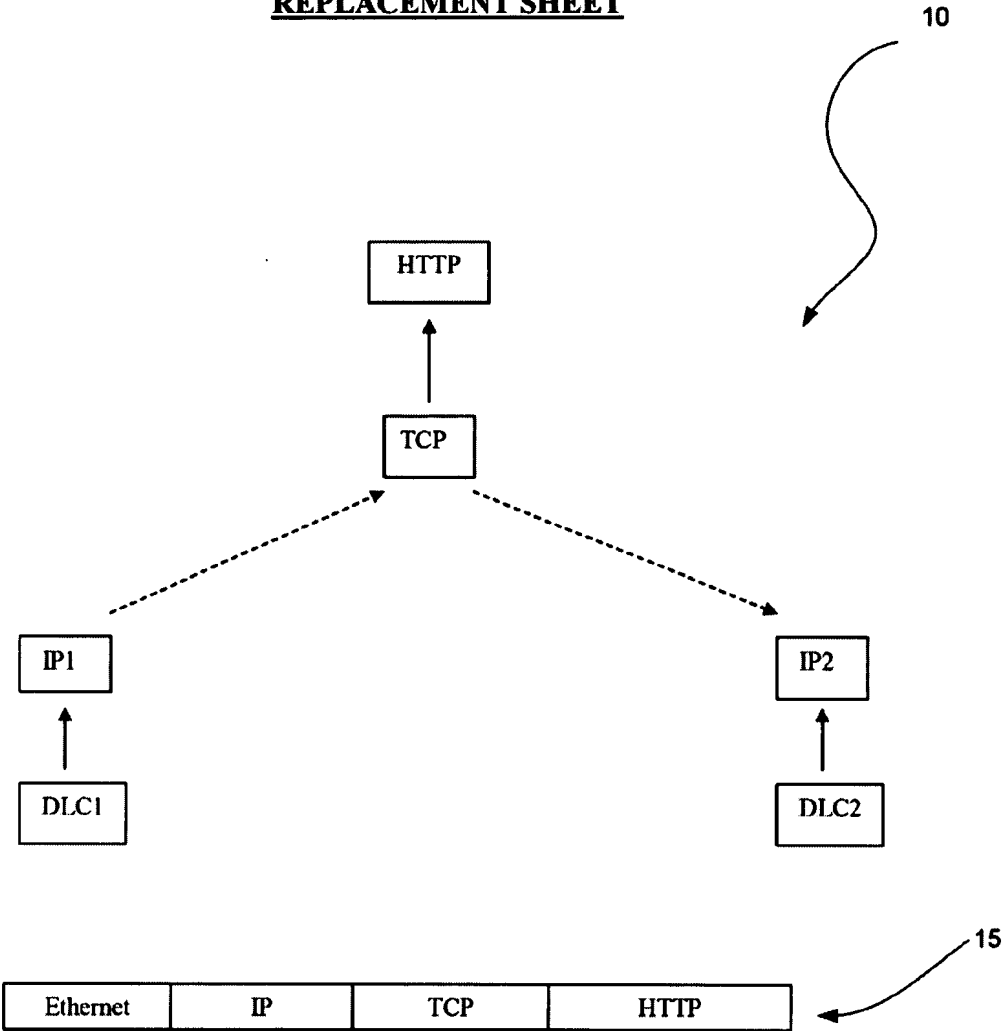 REPLACEMENT SHEET
10
HTTP
TCP
IP1
IP2
DLC1
DLC2
15
Ethernet IP TCP HTTP